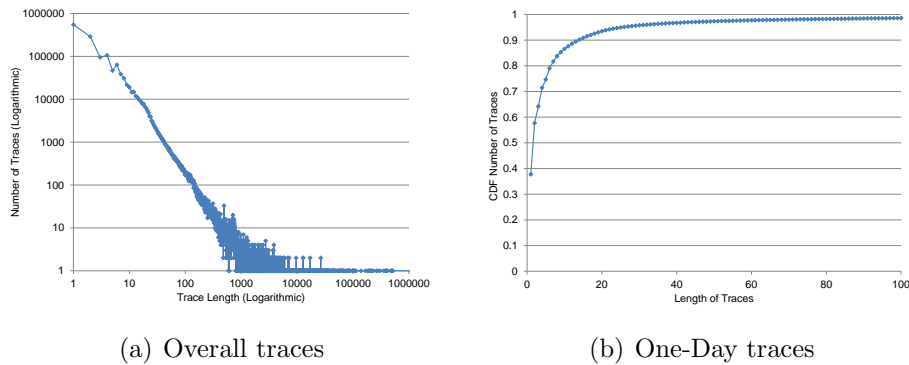 1000000
100000
10000
1000
100
10
1
Number of Traces (Logarithmic)
1 10 100 1000 10000 100000 1000000
Trace Length (Logarithmic)
(a) Overall traces
1
0.9
0.8
0.7
0.6
0.5
0.4
0.3
0.2
0.1
0
CDF Number of Traces
0 20 40 60 80 100
Length of Traces
(b) One-Day traces